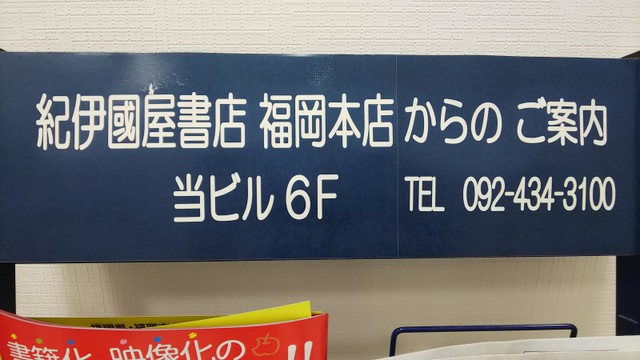 紀伊國屋書店 福岡本店 からの ご案内
当ビル 6F TEL 092-434-3100
書籍化 映像化の !!